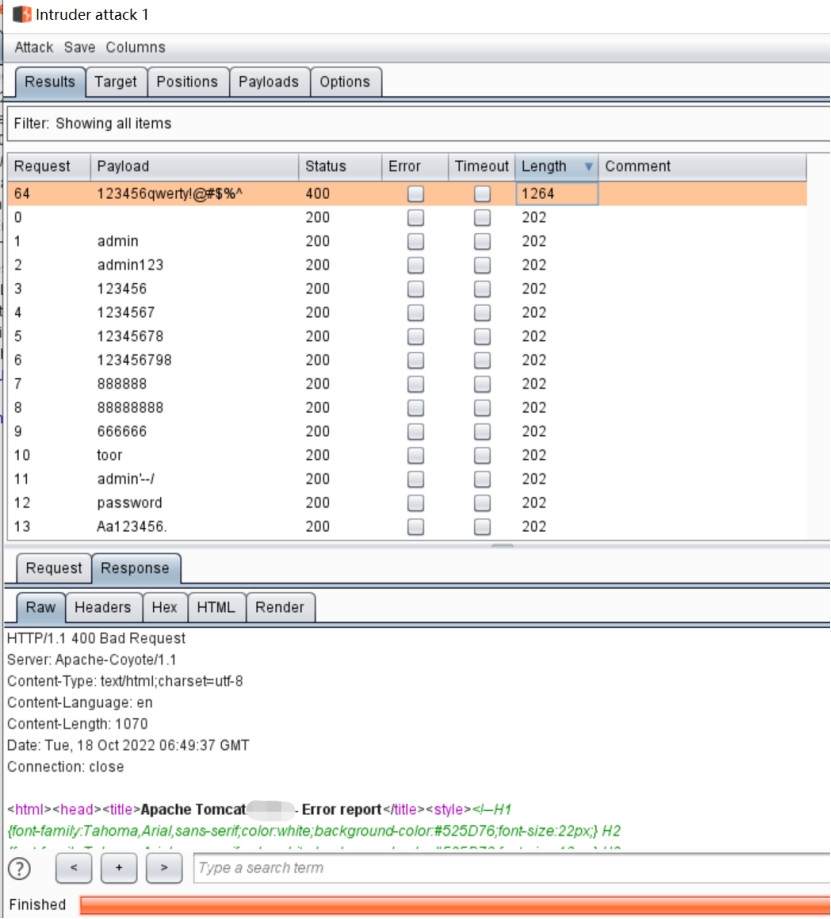 Intruder attack 1
Attack Save Columns
Results Target Positions Payloads Options
Filter: Showing all items
Request Payload Status Error Timeout Length Comment
64 123456qwerty!@#$%^ 400 1264
0 200 202
1 admin 200 202
2 admin123 200 202
3 123456 200 202
4 1234567 200 202
5 12345678 200 202
6 123456798 200 202
7 888888 200 202
8 88888888 200 202
9 666666 200 202
10 toor 200 202
11 admin'--/ 200 202
12 password 200 202
13 Aa123456. 200 202
Request Response
Raw Headers Hex HTML Render
HTTP/1.1 400 Bad Request
Server: Apache-Coyote/1.1
Content-Type: text/html;charset=utf-8
Content-Language: en
Content-Length: 1070
Date: Tue, 18 Oct 2022 06:49:37 GMT
Connection: close
<html><head><title>Apache Tomcat - Error report</title><style><!--H1
{font-family:Tahoma,Arial,sans-serif;color:white;background-color:#525D76;font-size:22px;} H2
? < + > Type a search term
Finished